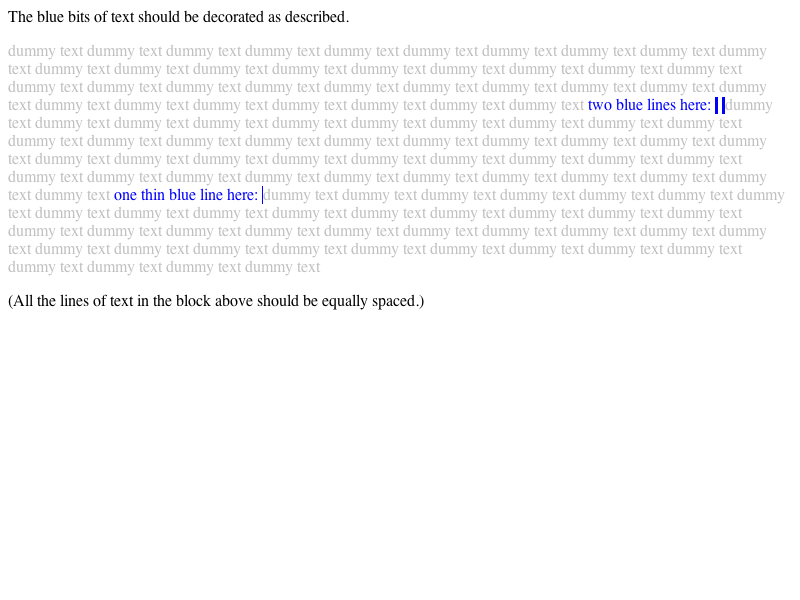 The blue bits of text should be decorated as described.
dummy text dummy text dummy text dummy text dummy text dummy text dummy text dummy text dummy text dummy
text dummy text dummy text dummy text dummy text dummy text dummy text dummy text dummy text dummy text
dummy text dummy text dummy text dummy text dummy text dummy text dummy text dummy text dummy text dummy
text dummy text dummy text dummy text dummy text dummy text dummy text dummy text two blue lines here: dummy
text dummy text dummy text dummy text dummy text dummy text dummy text dummy text dummy text dummy text
dummy text dummy text dummy text dummy text dummy text dummy text dummy text dummy text dummy text dummy
text dummy text dummy text dummy text dummy text dummy text dummy text dummy text dummy text dummy text
dummy text dummy text dummy text dummy text dummy text dummy text dummy text dummy text dummy text dummy
text dummy text one thin blue line here: dummy text dummy text dummy text dummy text dummy text dummy text dummy
text dummy text dummy text dummy text dummy text dummy text dummy text dummy text dummy text dummy text
dummy text dummy text dummy text dummy text dummy text dummy text dummy text dummy text dummy text dummy
text dummy text dummy text dummy text dummy text dummy text dummy text dummy text dummy text dummy text
dummy text dummy text dummy text dummy text
(All the lines of text in the block above should be equally spaced.)